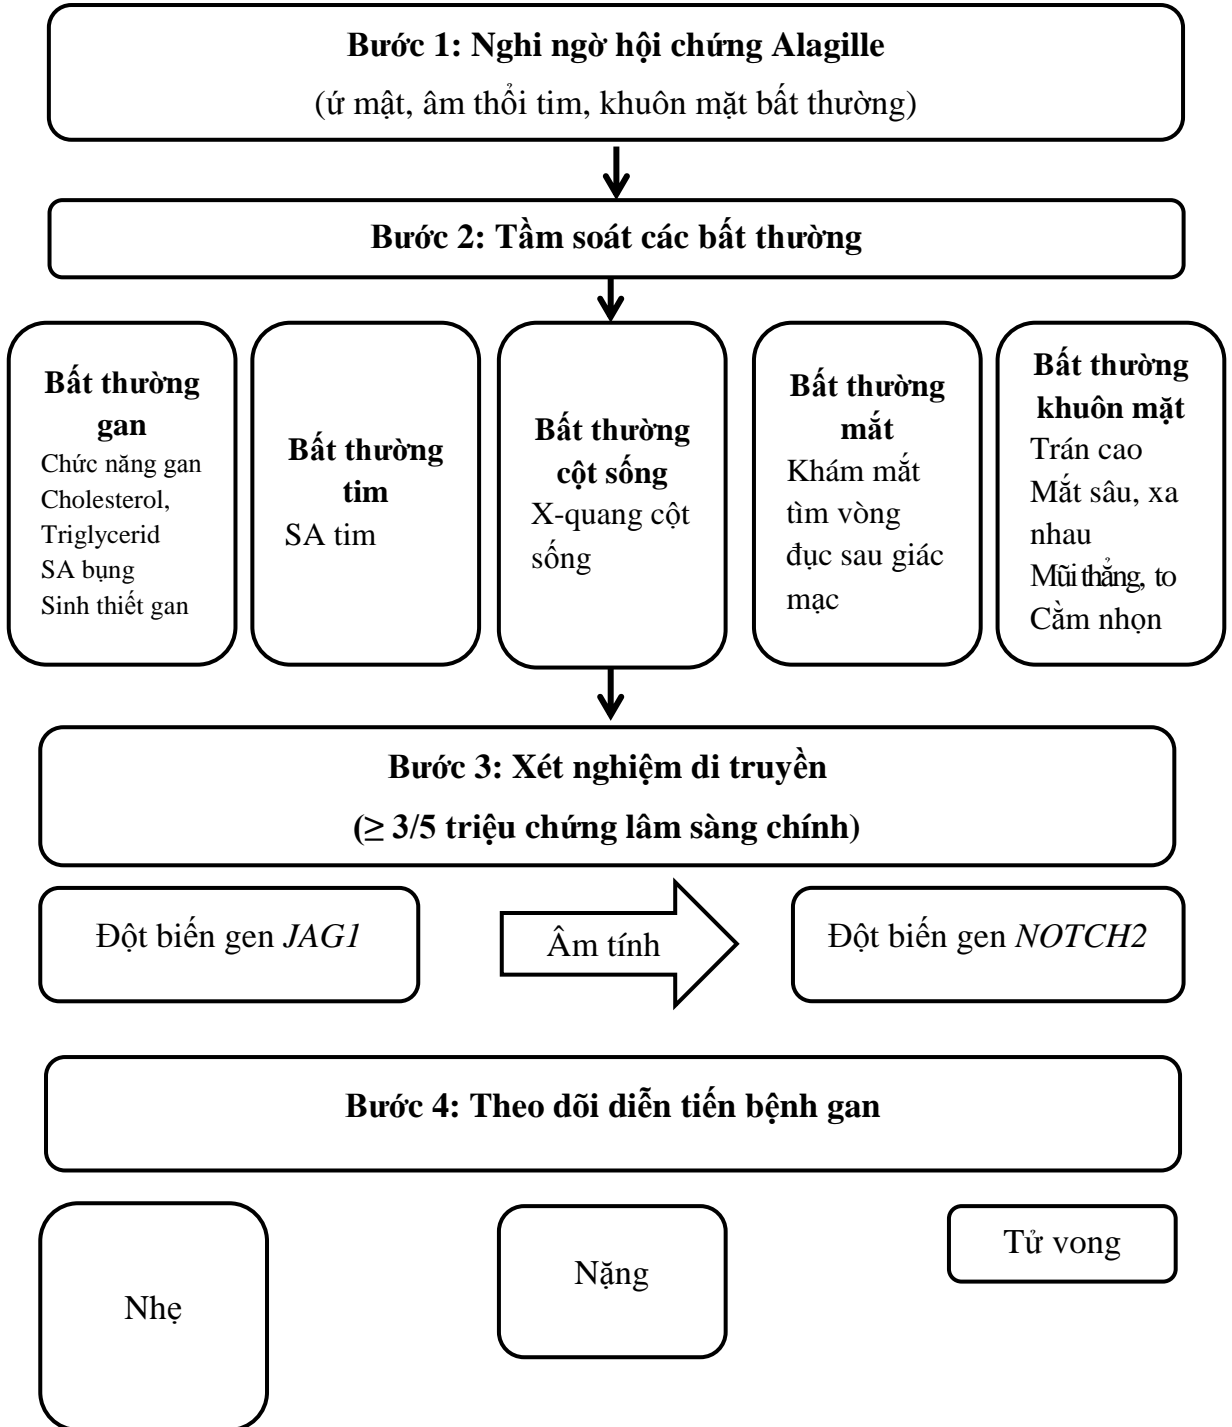 Bước 1: Nghi ngờ hội chứng Alagille
(ứ mật, âm thổi tim, khuôn mặt bất thường)
Bước 2: Tầm soát các bất thường
Bất thường
gan
Chức năng gan
Cholesterol,
Triglycerid
SA bụng
Sinh thiết gan
Bất thường
tim
SA tim
Bất thường
cột sống
X-quang cột
sống
Bất thường
mắt
Khám mắt
tìm vòng
đục sau giác
mạc
Bất thường
khuôn mặt
Trán cao
Mắt sâu, xa
nhau
Mũi thẳng, to
Cằm nhọn
Bước 3: Xét nghiệm di truyền
(≥ 3/5 triệu chứng lâm sàng chính)
Đột biến gen JAG1
Âm tính
Đột biến gen NOTCH2
Bước 4: Theo dõi diễn tiến bệnh gan
Nhẹ
Nặng
Tử vong